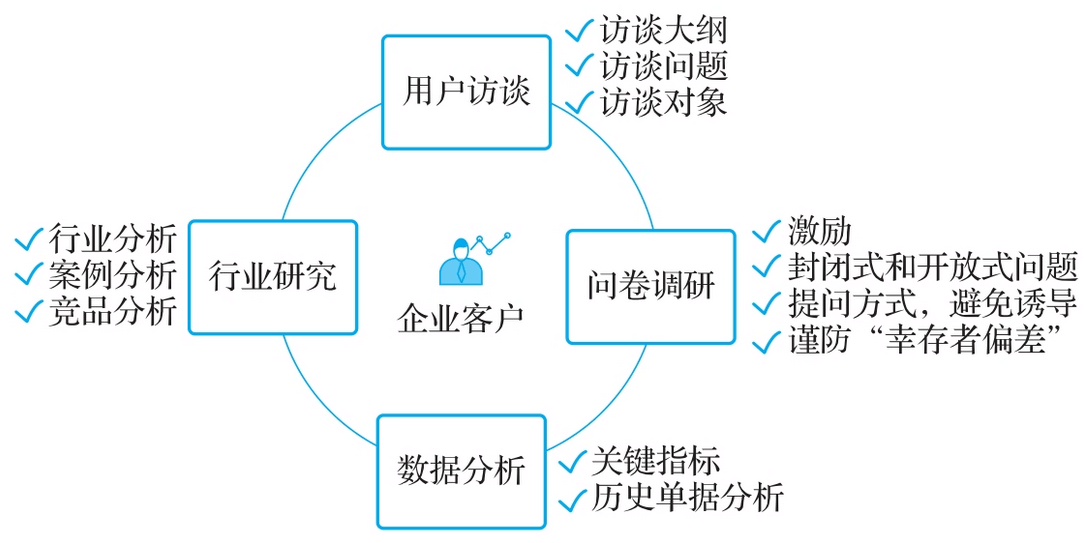 用户访谈
访谈大纲
访谈问题
访谈对象
行业分析
案例分析
竞品分析
行业研究
企业客户
问卷调研
激励
封闭式和开放式问题
提问方式，避免诱导
谨防“幸存者偏差”
数据分析
关键指标
历史单据分析